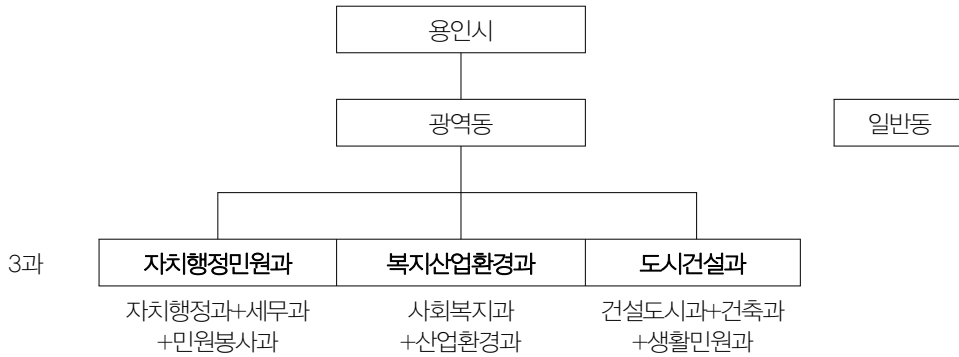 용인시
광역동
일반동
3과
자치행정민원과
복지산업환경과
도시건설과
자치행정과+세무과
+민원봉사과
사회복지과
+산업환경과
건설도시과+건축과
+생활민원과